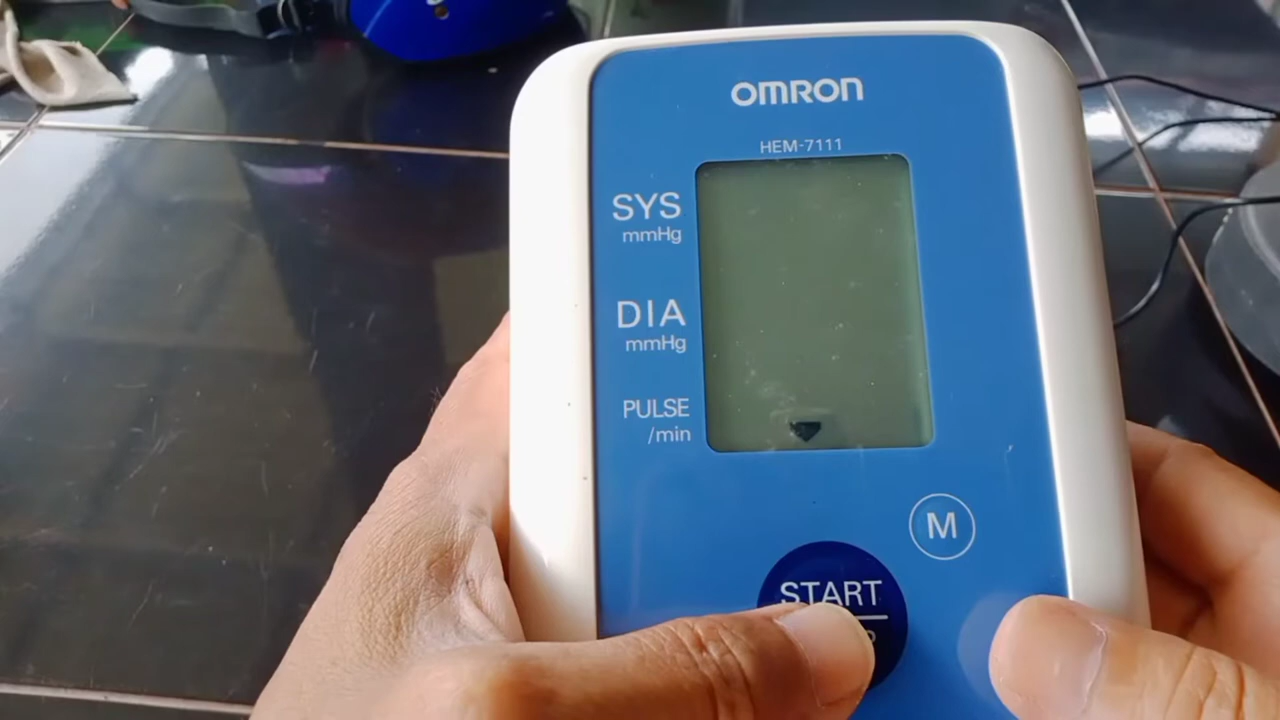 OMRON
HEM-7111
SYS
mmHg
DIA
mmHg
PULSE
/min
M
START